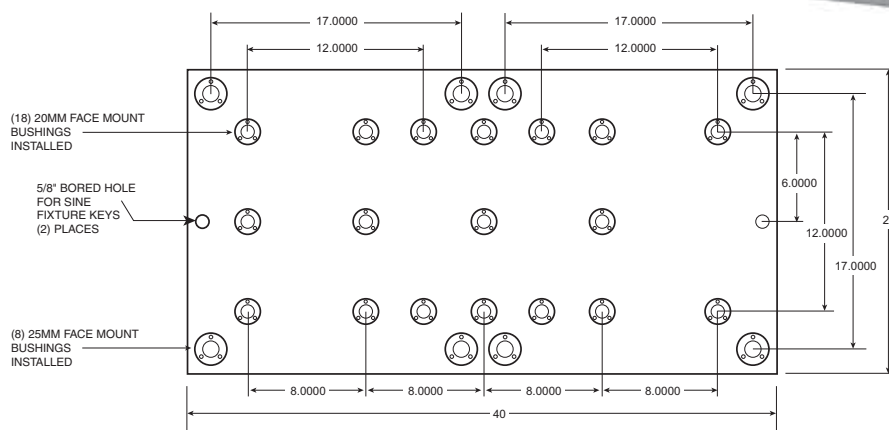 17.0000
17.0000
12.0000
12.0000
(18) 20MM FACE MOUNT
BUSHINGS
INSTALLED
5/8" BORED HOLE
FOR SINE
FIXTURE KEYS
(2) PLACES
6.0000
2
12.0000
17.0000
(8) 25MM FACE MOUNT
BUSHINGS
INSTALLED
8.0000
8.0000
8.0000
8.0000
40